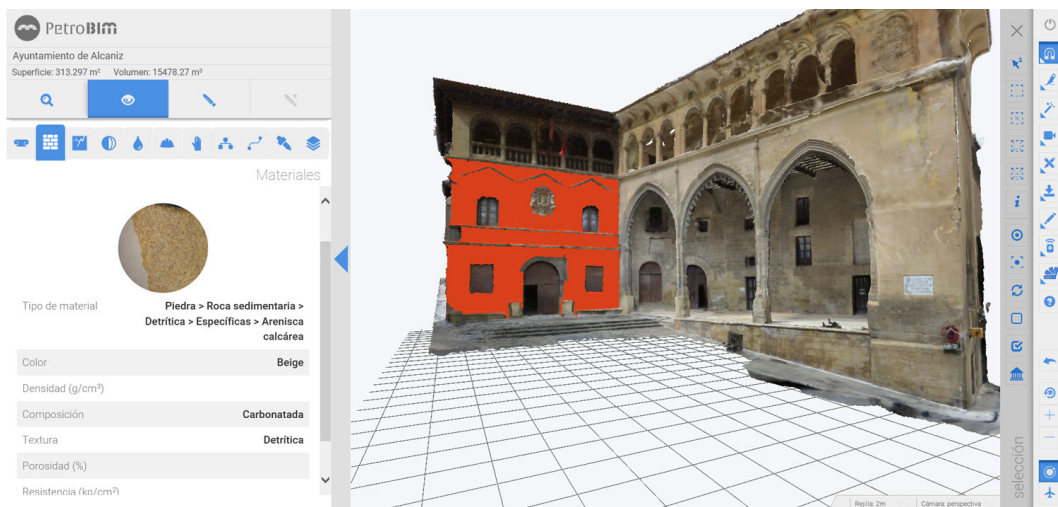 PetroBIM
Ayuntamiento de Alcaniz
Superficie: 313.297 m² Volumen: 15478.27 m³
Materiales
Tipo de material
Piedra > Roca sedimentaria >
Detrítica > Específicas > Arenisca
calcárea
Color Beige
Densidad (g/cm³)
Composición Carbonatada
Textura Detrítica
Porosidad (%)
Resistencia (kg/cm²)
selección
Rejilla: 2m Cámara: perspectiva